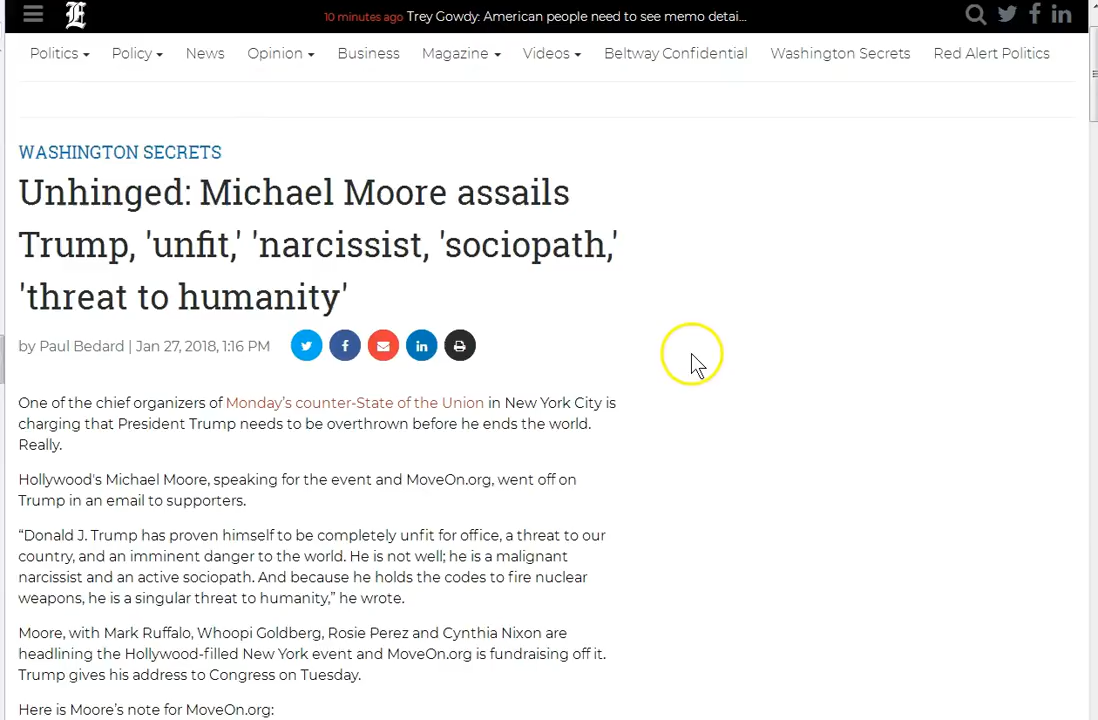 E
10 minutes ago Trey Gowdy: American people need to see memo detai...
Politics Policy News Opinion Business Magazine Videos Beltway Confidential Washington Secrets Red Alert Politics
WASHINGTON SECRETS
Unhinged: Michael Moore assails
Trump, 'unfit,' 'narcissist, 'sociopath,'
'threat to humanity'
by Paul Bedard | Jan 27, 2018, 1:16 PM
One of the chief organizers of Monday's counter-State of the Union in New York City is
charging that President Trump needs to be overthrown before he ends the world.
Really.
Hollywood's Michael Moore, speaking for the event and MoveOn.org, went off on
Trump in an email to supporters.
“Donald J. Trump has proven himself to be completely unfit for office, a threat to our
country, and an imminent danger to the world. He is not well; he is a malignant
narcissist and an active sociopath. And because he holds the codes to fire nuclear
weapons, he is a singular threat to humanity,” he wrote.
Moore, with Mark Ruffalo, Whoopi Goldberg, Rosie Perez and Cynthia Nixon are
headlining the Hollywood-filled New York event and MoveOn.org is fundraising off it.
Trump gives his address to Congress on Tuesday.
Here is Moore's note for MoveOn.org: